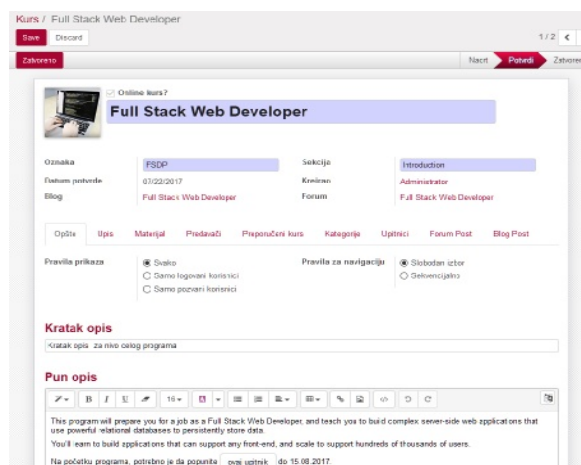 Kurs / Full Stack Web Developer
Save Discard
1 / 2
Zatvoreno
Nacrt Potvrdi Zatvoreno
Online kurs?
Full Stack Web Developer
Oznaka FSDP Sekcija Introduction
Datum potvrde 07/22/2017 Kreirao Administrator
Blog Full Stack Web Developer Forum Full Stack Web Developer
Opšte Upis Materijal Predavači Preporučeni kurs Kategorije Upitnici Forum Post Blog Post
Pravila prikaza Svako Pravila za navigaciju Slobodan izbor
Samo logovani korisnici Sekvencijalno
Samo pozvani korisnici
Kratak opis
Kratak opis za nivo celog programa
Pun opis
B I U 16
This program will prepare you for a job as a Full Stack Web Developer, and teach you to build complex server-side web applications that
use powerful relational databases to persistently store data.
You'll learn to build applications that can support any front-end, and scale to support hundreds of thousands of users.
Na početku programa, potrebno je da popunite ovaj upitnik do 15.08.2017.